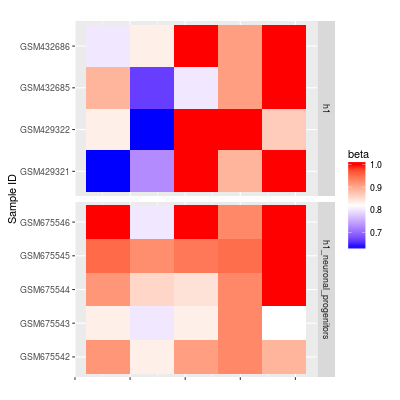 GSM432686
GSM432685
GSM429322
GSM429321
h1
GSM675546
GSM675545
GSM675544
GSM675543
GSM675542
h1_neuronal_progenitors
Sample ID
beta
1.0
0.9
0.8
0.7